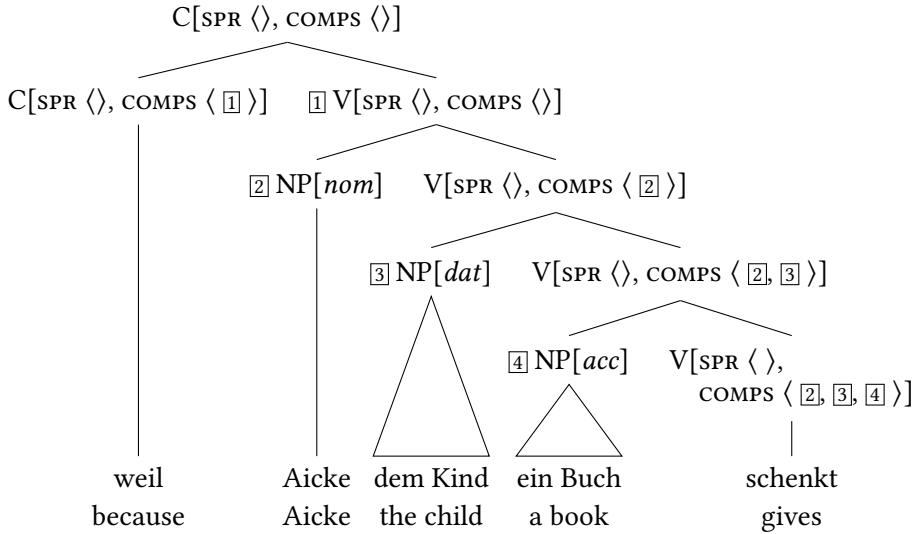 C[SPR ⟨⟩, COMPS ⟨⟩]
C[SPR ⟨⟩, COMPS ⟨ 1 ⟩] 1 V[SPR ⟨⟩, COMPS ⟨⟩]
2 NP[nom] V[SPR ⟨⟩, COMPS ⟨ 2 ⟩]
3 NP[dat] V[SPR ⟨⟩, COMPS ⟨ 2, 3 ⟩]
4 NP[acc] V[SPR ⟨ ⟩,
COMPS ⟨ 2, 3, 4 ⟩]
weil Aicke dem Kind ein Buch schenkt
because Aicke the child a book gives